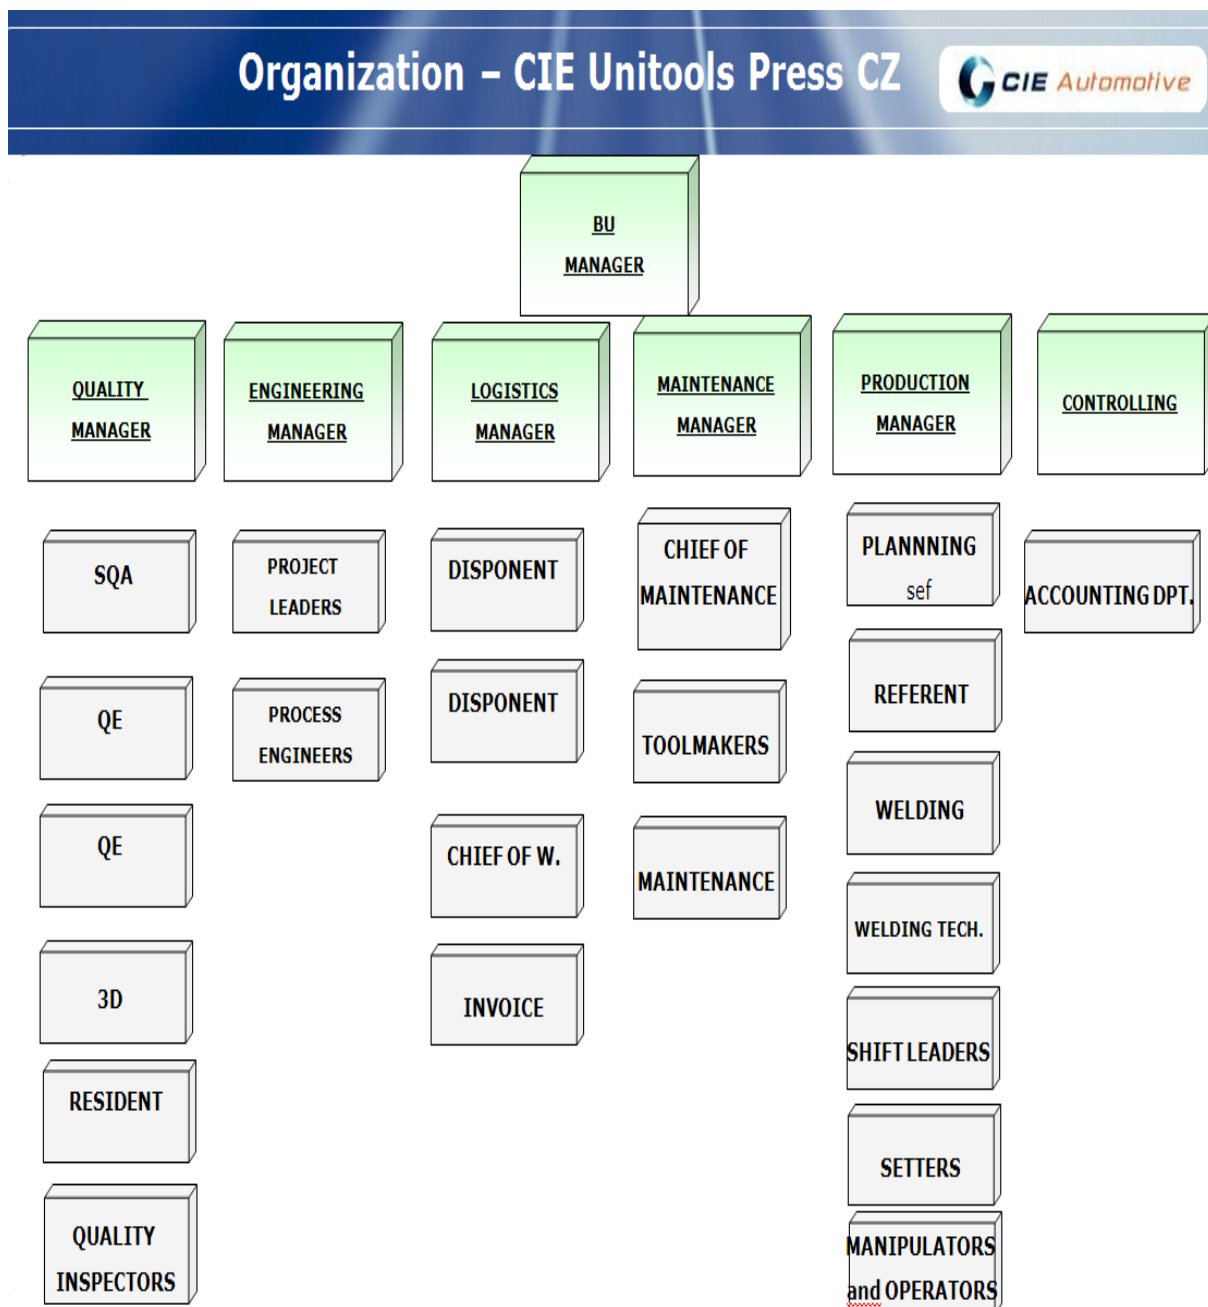 Organization – CIE Unitools Press CZ
CIE Automotive
BU
MANAGER
QUALITY
MANAGER
ENGINEERING
MANAGER
LOGISTICS
MANAGER
MAINTENANCE
MANAGER
PRODUCTION
MANAGER
CONTROLLING
SQA
QE
QE
3D
RESIDENT
QUALITY
INSPECTORS
PROJECT
LEADERS
PROCESS
ENGINEERS
DISPONENT
DISPONENT
CHIEF OF W.
INVOICE
CHIEF OF
MAINTENANCE
TOOLMAKERS
MAINTENANCE
PLANNNING
sef
REFERENT
WELDING
WELDING TECH.
SHIFT LEADERS
SETTERS
MANIPULATORS
and OPERATORS
ACCOUNTING DPT.